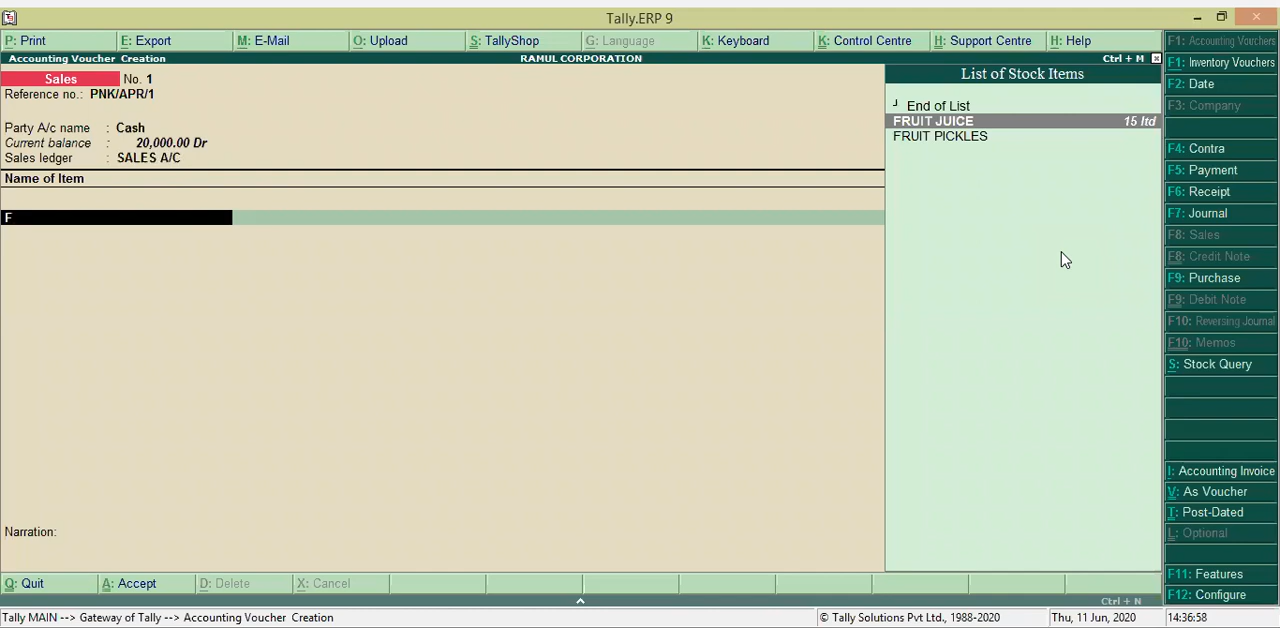 Tally.ERP 9
P: Print E: Export M: E-Mail O: Upload S: TallyShop G: Language K: Keyboard K: Control Centre H: Support Centre H: Help
Accounting Voucher Creation RAMUL CORPORATION Ctrl + M
Sales No. 1
Reference no.: PNK/APR/1
Party A/c name : Cash
Current balance : 20,000.00 Dr
Sales ledger : SALES A/C
Name of Item
F
Narration:
List of Stock Items
End of List
FRUIT JUICE 15 ltd
FRUIT PICKLES
F1: Accounting Vouchers
F1: Inventory Vouchers
F2: Date
F3: Company
F4: Contra
F5: Payment
F6: Receipt
F7: Journal
F8: Sales
F8: Credit Note
F9: Purchase
F9: Debit Note
F10: Reversing Journal
F10: Memos
S: Stock Query
I: Accounting Invoice
V: As Voucher
T: Post-Dated
L: Optional
F11: Features
F12: Configure
Q: Quit A: Accept D: Delete X: Cancel
Ctrl + N
Tally MAIN --> Gateway of Tally --> Accounting Voucher Creation © Tally Solutions Pvt Ltd., 1988-2020 Thu, 11 Jun, 2020 14:36:58